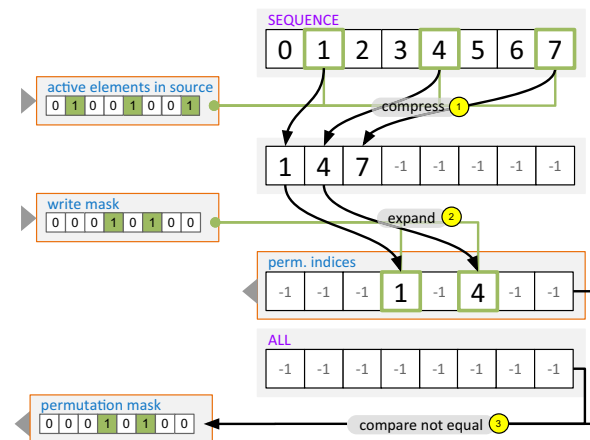 SEQUENCE
0 1 2 3 4 5 6 7
active elements in source
0 1 0 0 1 0 0 1
compress 1
1 4 7 -1 -1 -1 -1 -1
write mask
0 0 0 1 0 1 0 0
expand 2
perm. indices
-1 -1 -1 1 -1 4 -1 -1
ALL
-1 -1 -1 -1 -1 -1 -1 -1
permutation mask
0 0 0 1 0 1 0 0
compare not equal 3